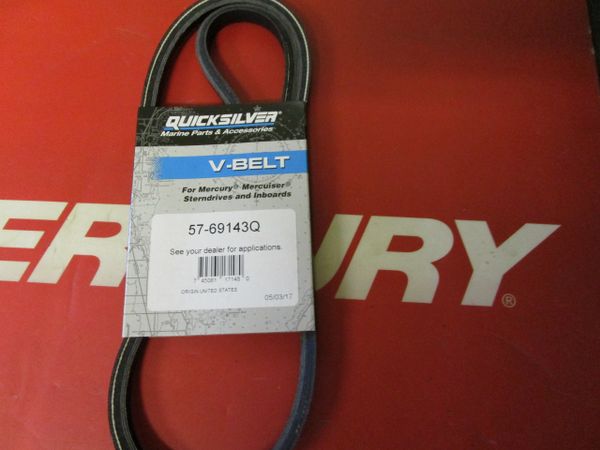 QUICKSILVER®
Marine Parts & Accessories™
V-BELT
For Mercury® Mercruiser®
Sterndrives and Inboards
57-69143Q
See your dealer for applications.
ORIGIN:UNITED STATES
05/03/17
ERCURY®